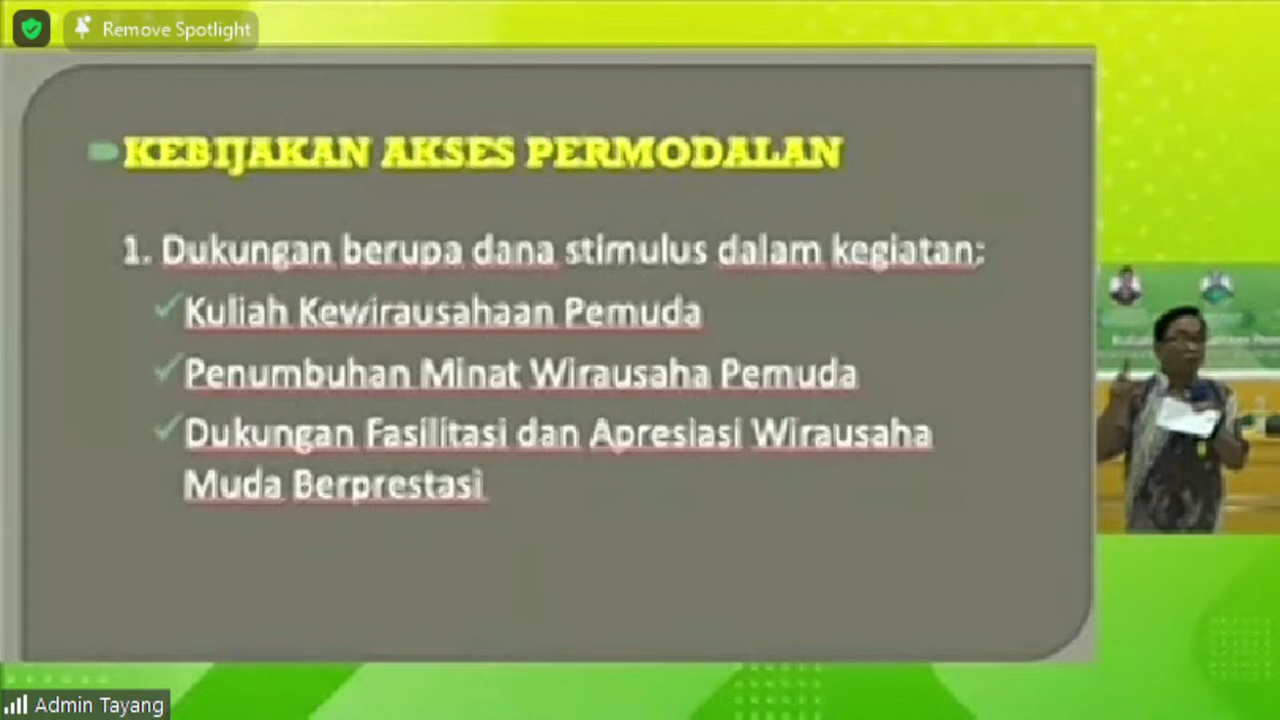 Remove Spotlight
KEBIJAKAN AKSES PERMODALAN
1. Dukungan berupa dana stimulus dalam kegiatan;
Kuliah Kewirausahaan Pemuda
Penumbuhan Minat Wirausaha Pemuda
Dukungan Fasilitasi dan Apresiasi Wirausaha
Muda Berprestasi
Admin Tayang